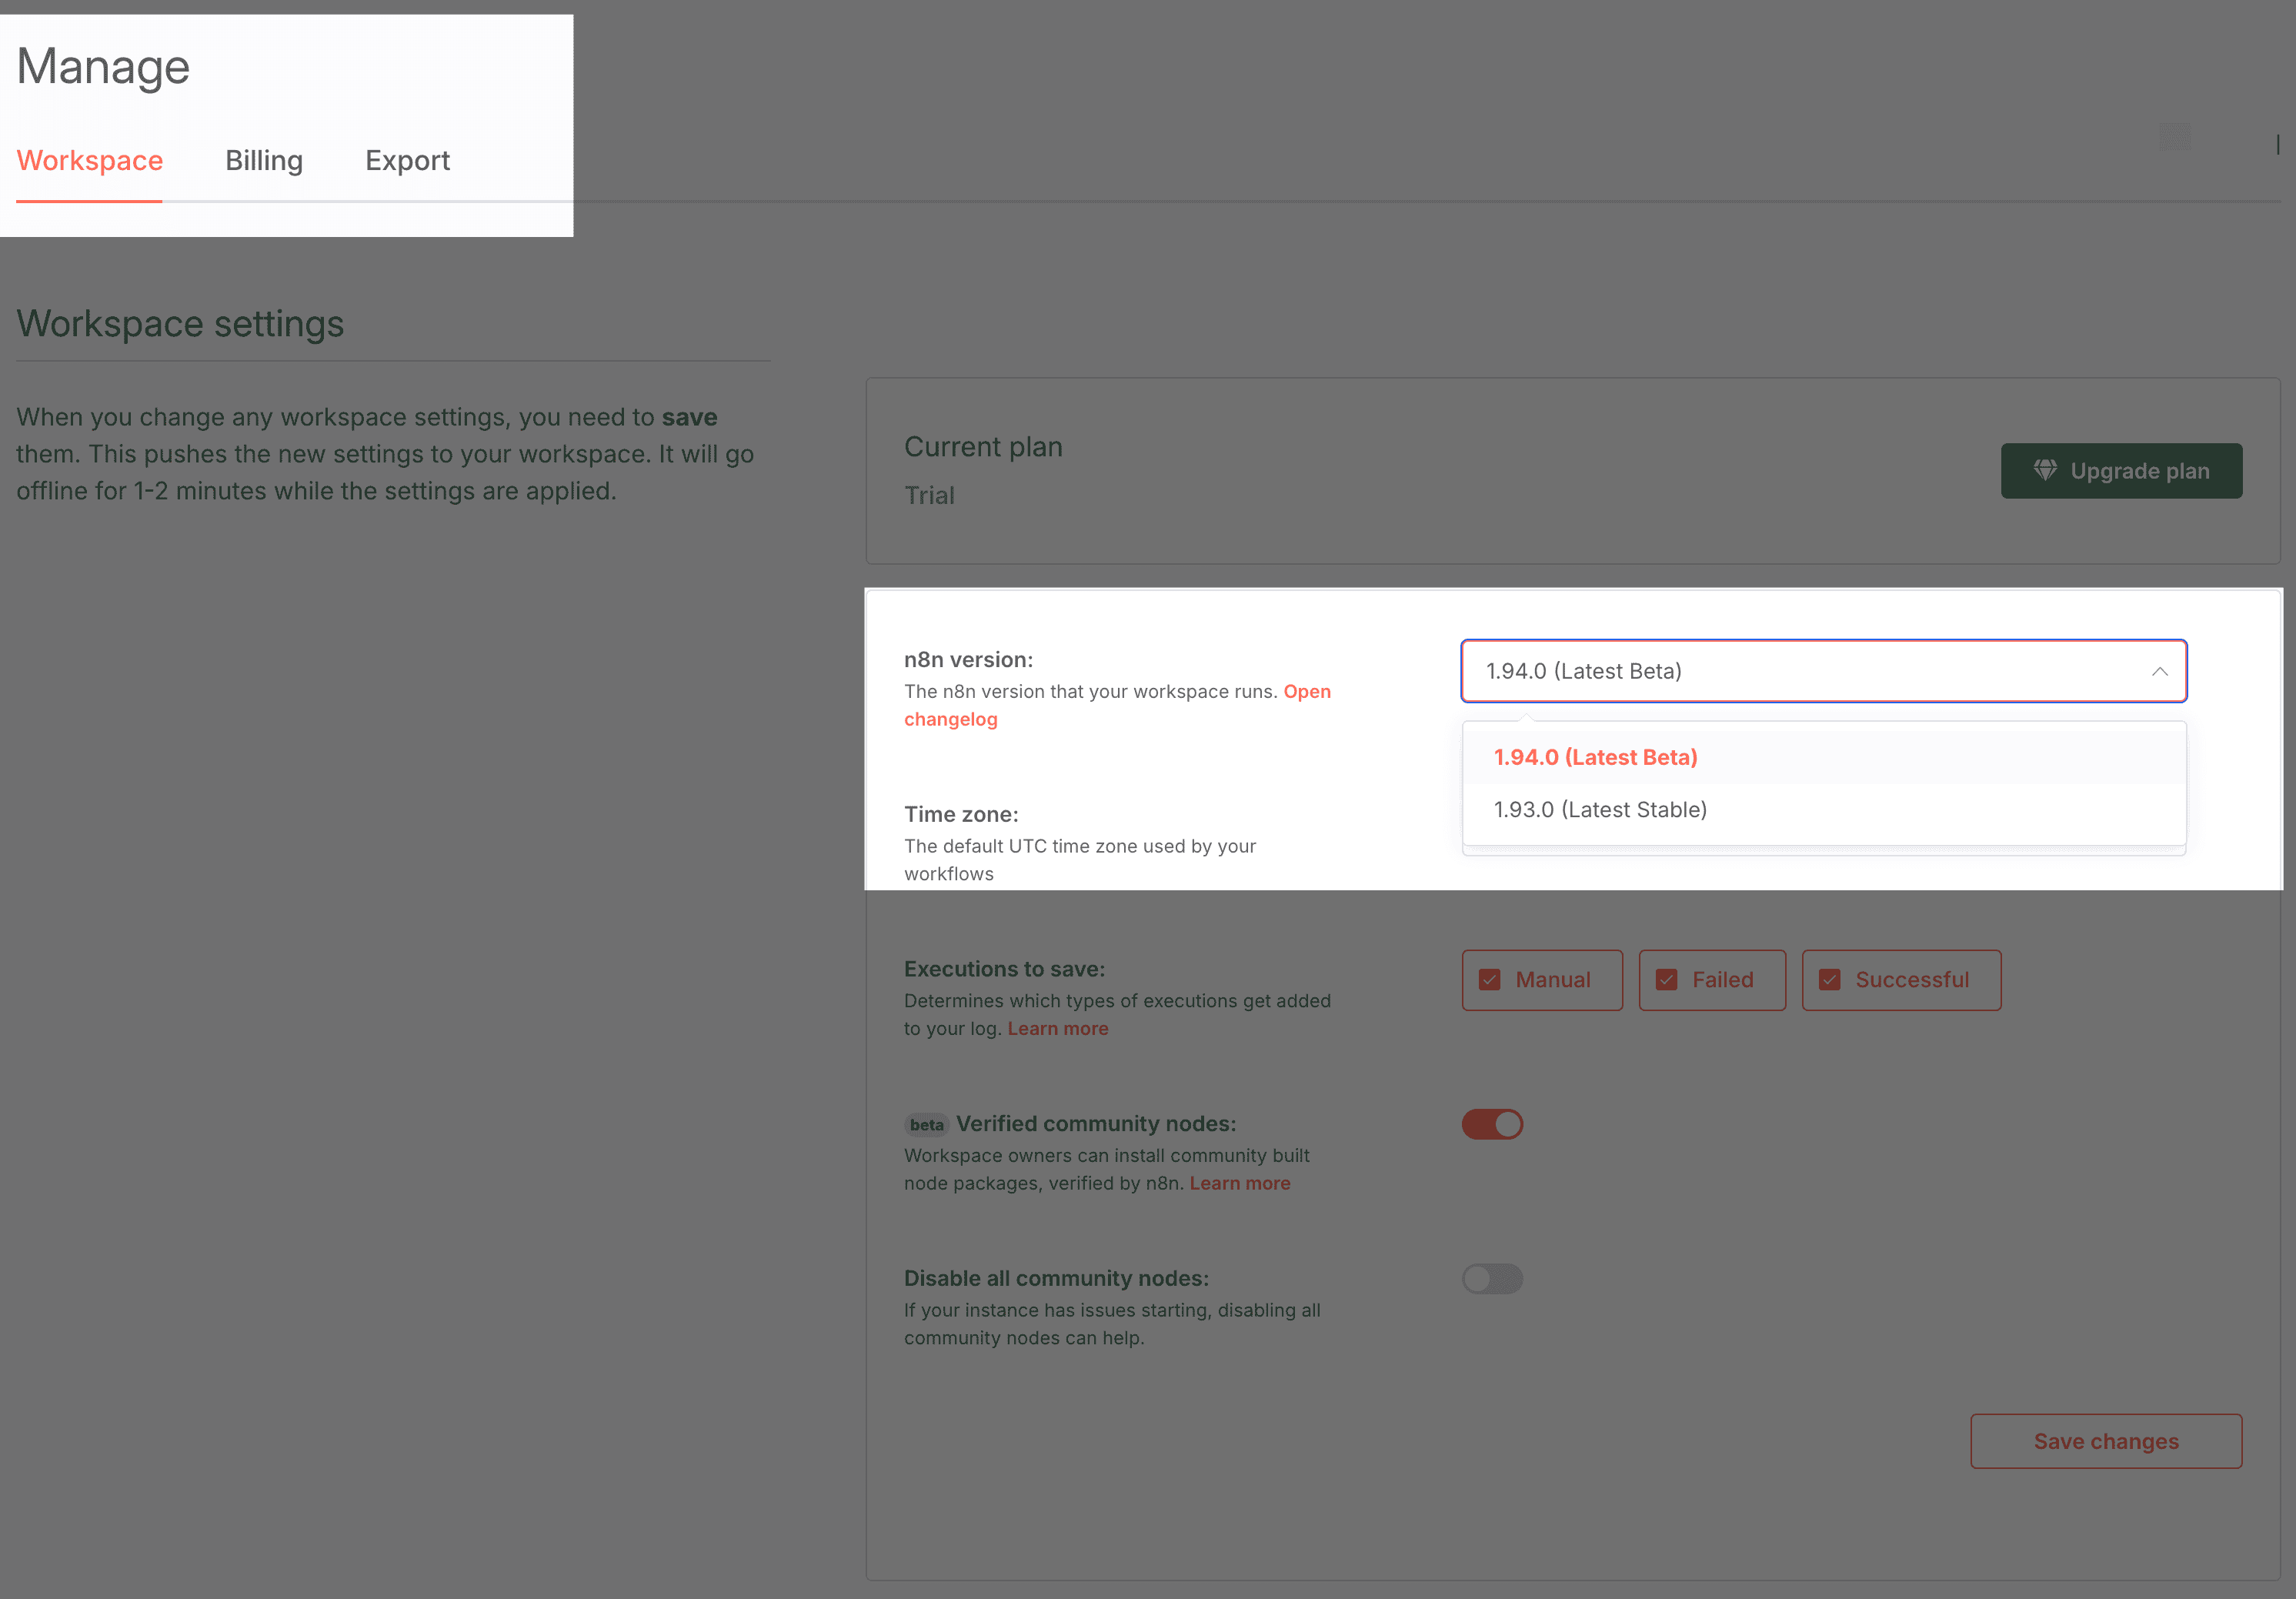 Manage
Workspace
Billing
Export
Workspace settings
When you change any workspace settings, you need to save
them. This pushes the new settings to your workspace. It will go
offline for 1-2 minutes while the settings are applied.
Current plan
Trial
Upgrade plan
n8n version:
The n8n version that your workspace runs. Open
changelog
1.94.0 (Latest Beta)
1.94.0 (Latest Beta)
1.93.0 (Latest Stable)
Time zone:
The default UTC time zone used by your
workflows
Executions to save:
Determines which types of executions get added
to your log. Learn more
Manual
Failed
Successful
beta Verified community nodes:
Workspace owners can install community built
node packages, verified by n8n. Learn more
Disable all community nodes:
If your instance has issues starting, disabling all
community nodes can help.
Save changes